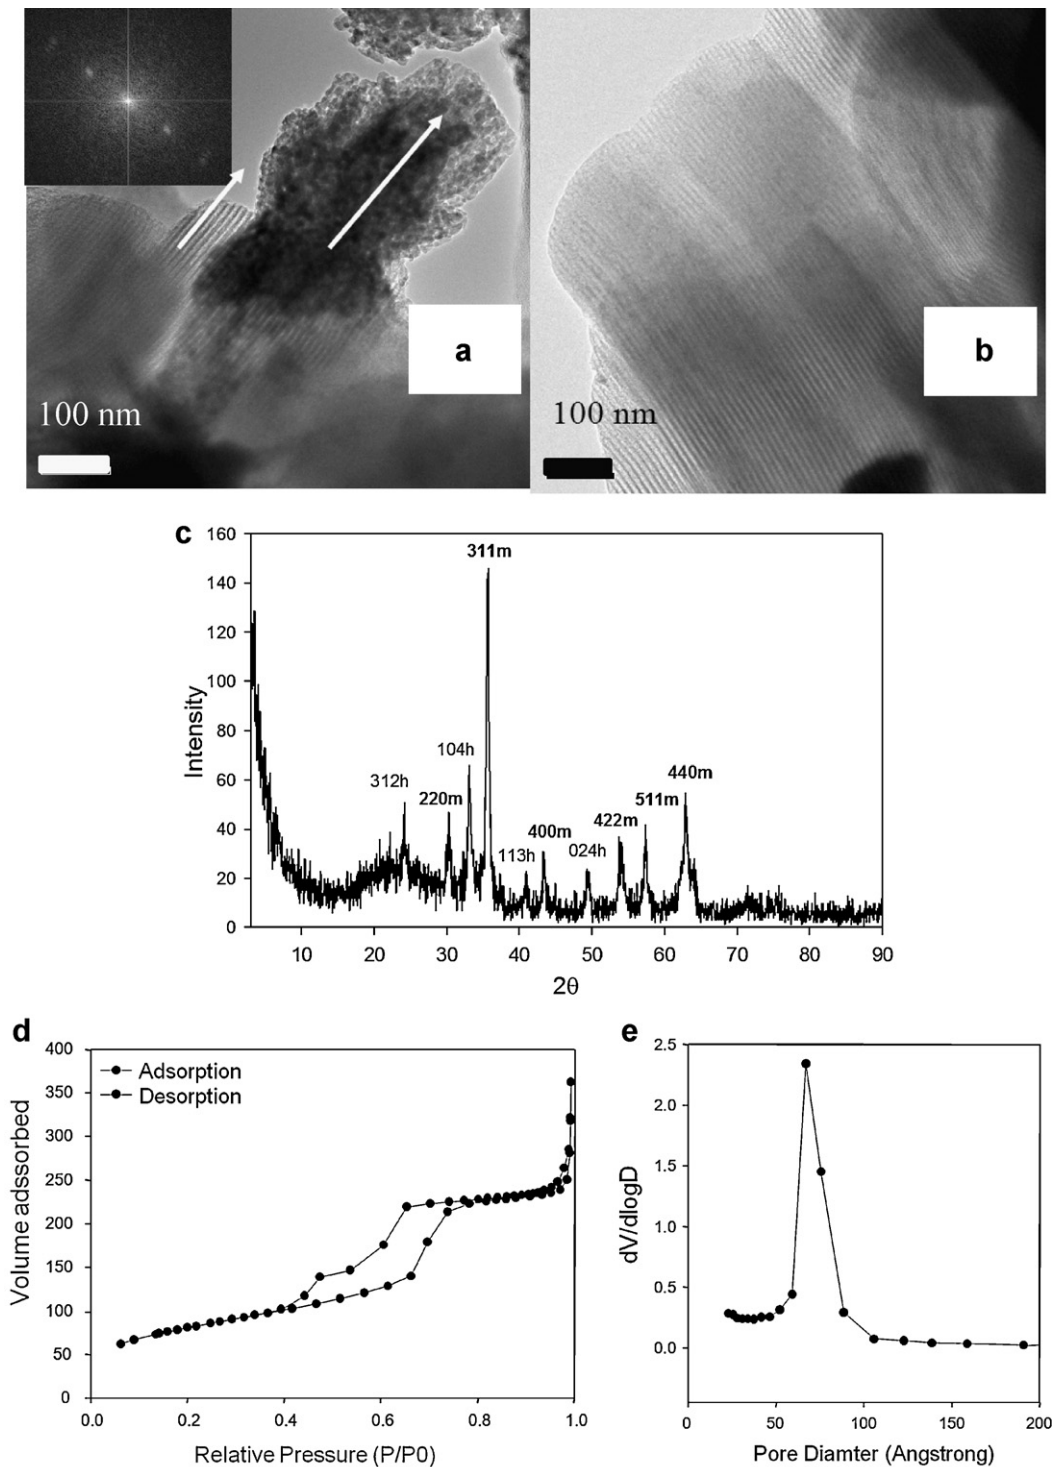 a
100 nm
b
100 nm
c
160
140
120
100
80
60
40
20
0
Intensity
311m
104h
312h
220m
113h
400m
024h
422m
511m
440m
10 20 30 40 50 60 70 80 90
2θ
d
400
350
300
250
200
150
100
50
0
Volume adssorbed
Adsorption
Desorption
0.0 0.2 0.4 0.6 0.8 1.0
Relative Pressure (P/P0)
e
2.5
2.0
1.5
1.0
0.5
0.0
dV/dlogD
0 50 100 150 200
Pore Diamter (Angstrong)